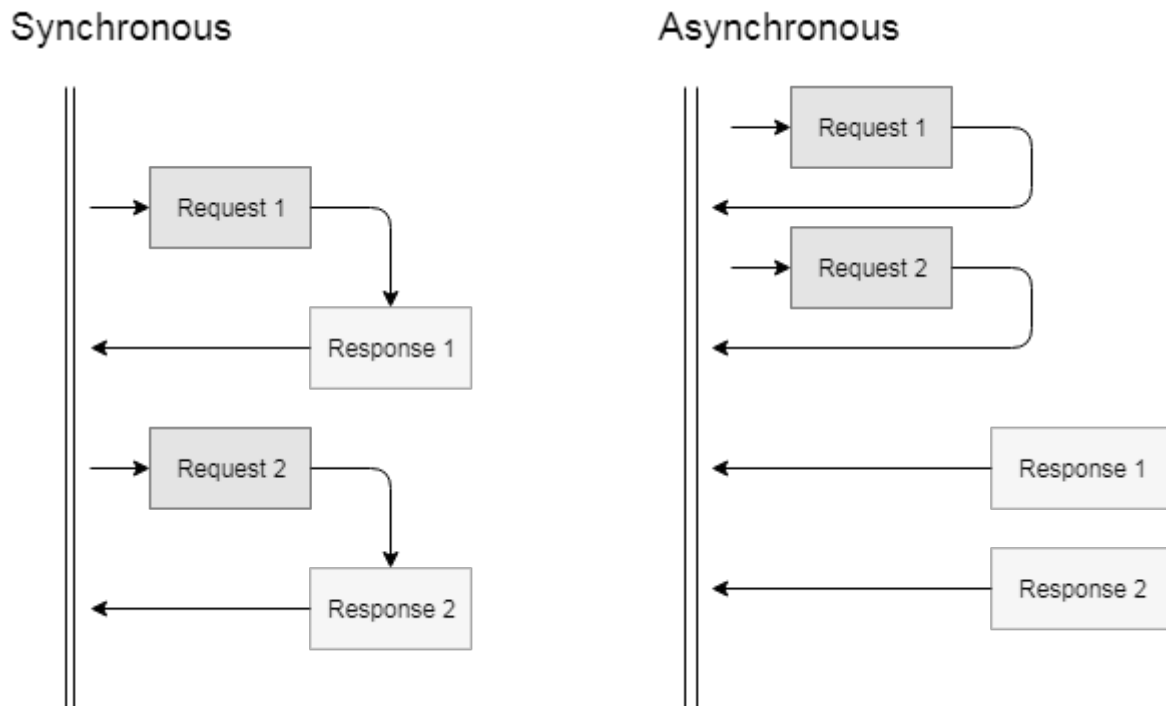 Synchronous
Request 1
Response 1
Request 2
Response 2
Asynchronous
Request 1
Request 2
Response 1
Response 2